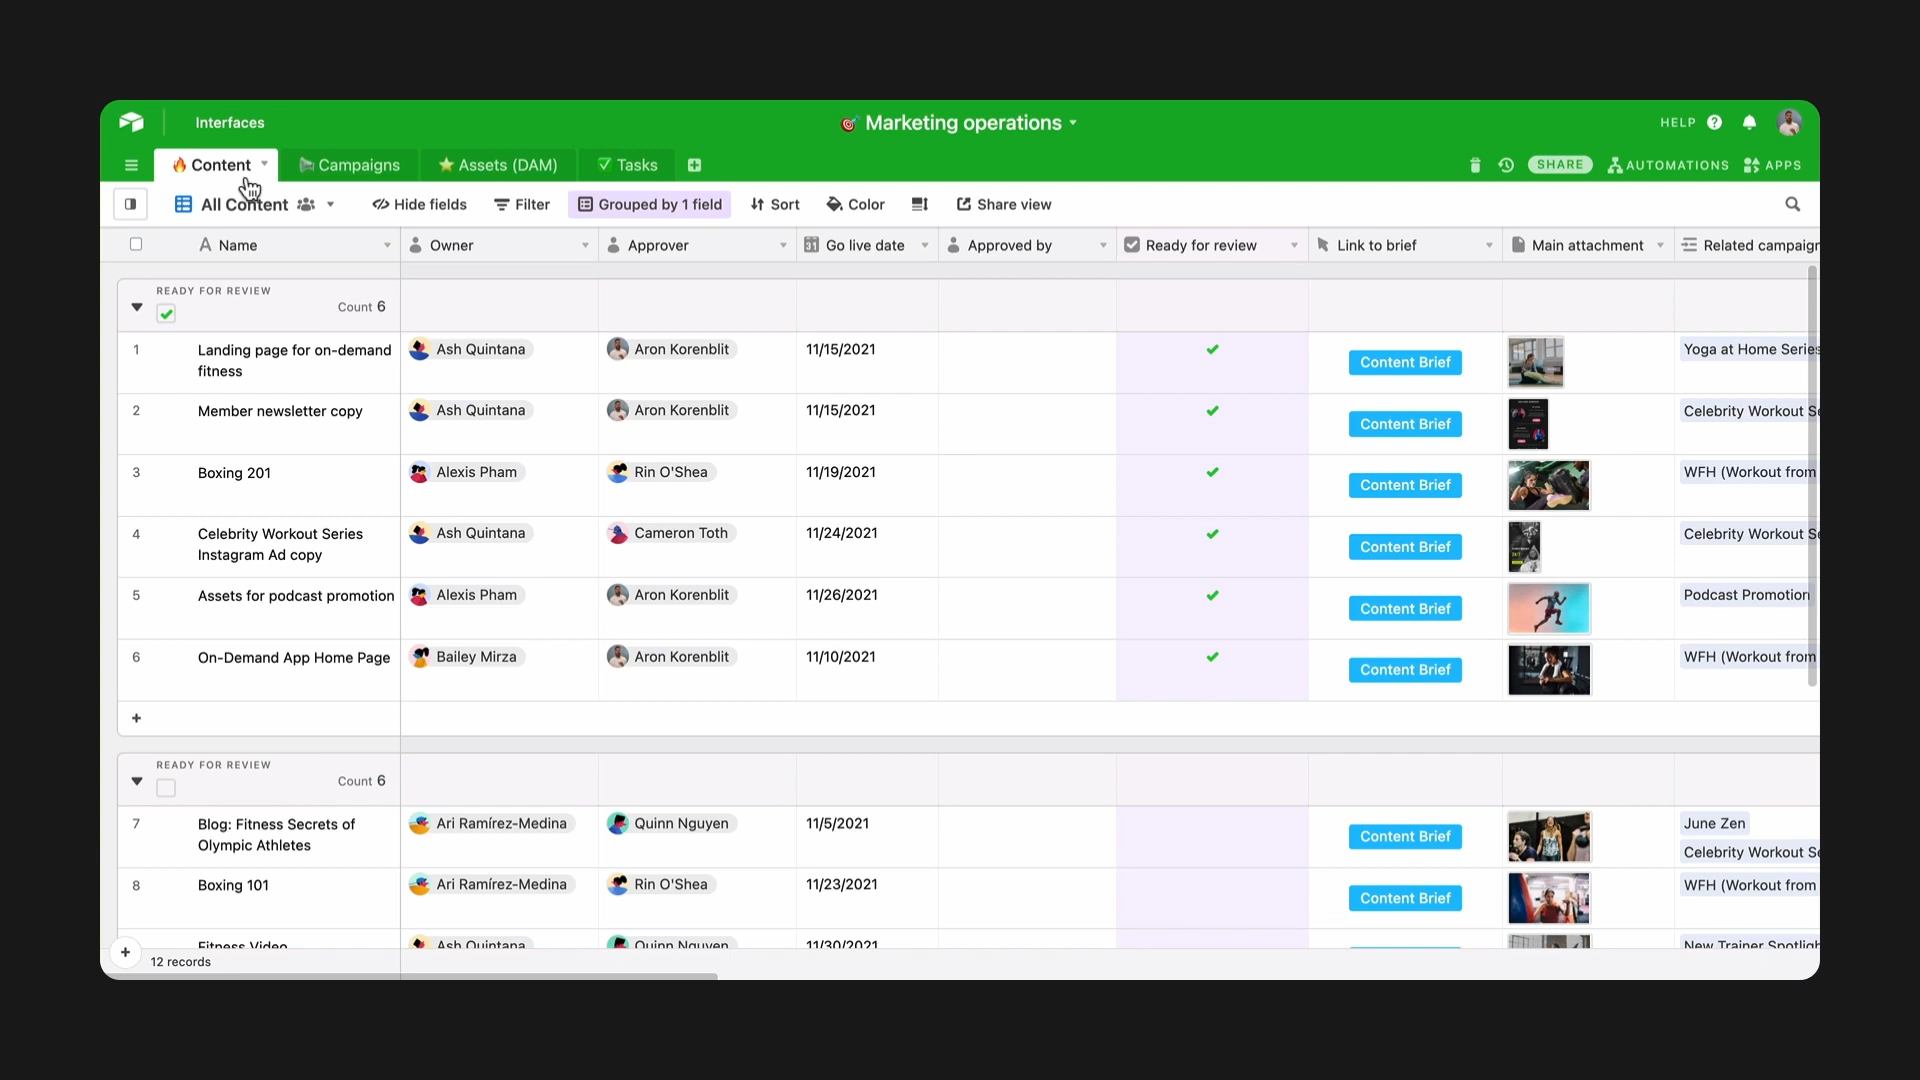 Interfaces
Marketing operations
HELP
Content
Campaigns
Assets (DAM)
Tasks
SHARE
AUTOMATIONS
APPS
All Content
Hide fields
Filter
Grouped by 1 field
Sort
Color
Share view
Name
Owner
Approver
31
Go live date
Approved by
Ready for review
Link to brief
Main attachment
Related campaign
READY FOR REVIEW
Count 6
1
Landing page for on-demand
fitness
Ash Quintana
Aron Korenblit
11/15/2021
Content Brief
Yoga at Home Series
2
Member newsletter copy
Ash Quintana
Aron Korenblit
11/15/2021
Content Brief
Celebrity Workout Se
3
Boxing 201
Alexis Pham
Rin O'Shea
11/19/2021
Content Brief
WFH (Workout from
4
Celebrity Workout Series
Instagram Ad copy
Ash Quintana
Cameron Toth
11/24/2021
Content Brief
Celebrity Workout Se
5
Assets for podcast promotion
Alexis Pham
Aron Korenblit
11/26/2021
Content Brief
Podcast Promotion
6
On-Demand App Home Page
Bailey Mirza
Aron Korenblit
11/10/2021
Content Brief
WFH (Workout from
READY FOR REVIEW
Count 6
7
Blog: Fitness Secrets of
Olympic Athletes
Ari Ramírez-Medina
Quinn Nguyen
11/5/2021
Content Brief
June Zen
Celebrity Workout Se
8
Boxing 101
Ari Ramírez-Medina
Rin O'Shea
11/23/2021
Content Brief
WFH (Workout from
Fitness Video
Ash Quintana
Quinn Nguyen
11/30/2021
New Trainer Spotligh
12 records